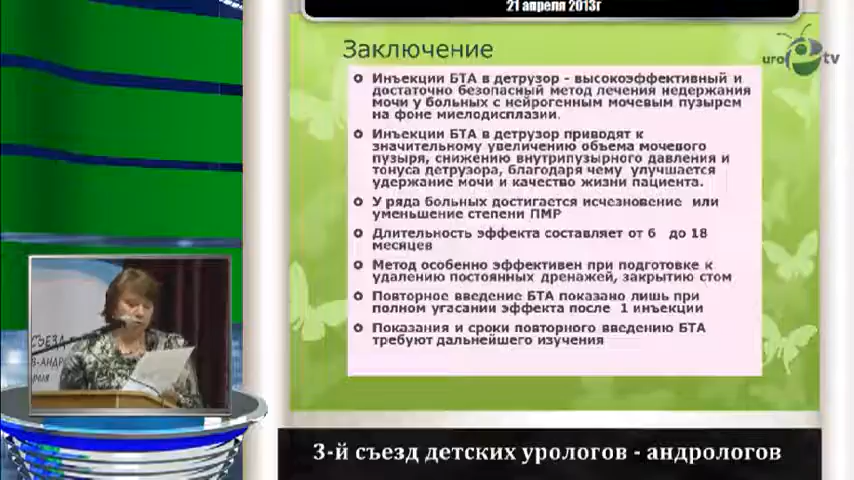 21 апреля 2013г
uro tv
Заключение
Инъекции БТА в детрузор - высокоэффективный и
достаточно безопасный метод лечения недержания
мочи у больных с нейрогенным мочевым пузырем
на фоне миелодисплазии.
Инъекции БТА в детрузор приводят к
значительному увеличению объема мочевого
пузыря, снижению внутрипузырного давления и
тонуса детрузора, благодаря чему улучшается
удержание мочи и качество жизни пациента.
У ряда больных достигается исчезновение или
уменьшение степени ПМР
Длительность эффекта составляет от 6 до 18
месяцев
Метод особенно эффективен при подготовке к
удалению постоянных дренажей, закрытию стом
Повторное введение БТА показано лишь при
полном угасании эффекта после 1 инъекции
Показания и сроки повторного введению БТА
требуют дальнейшего изучения
СЪЕЗД
В-АНДР
3-й съезд детских урологов - андрологов